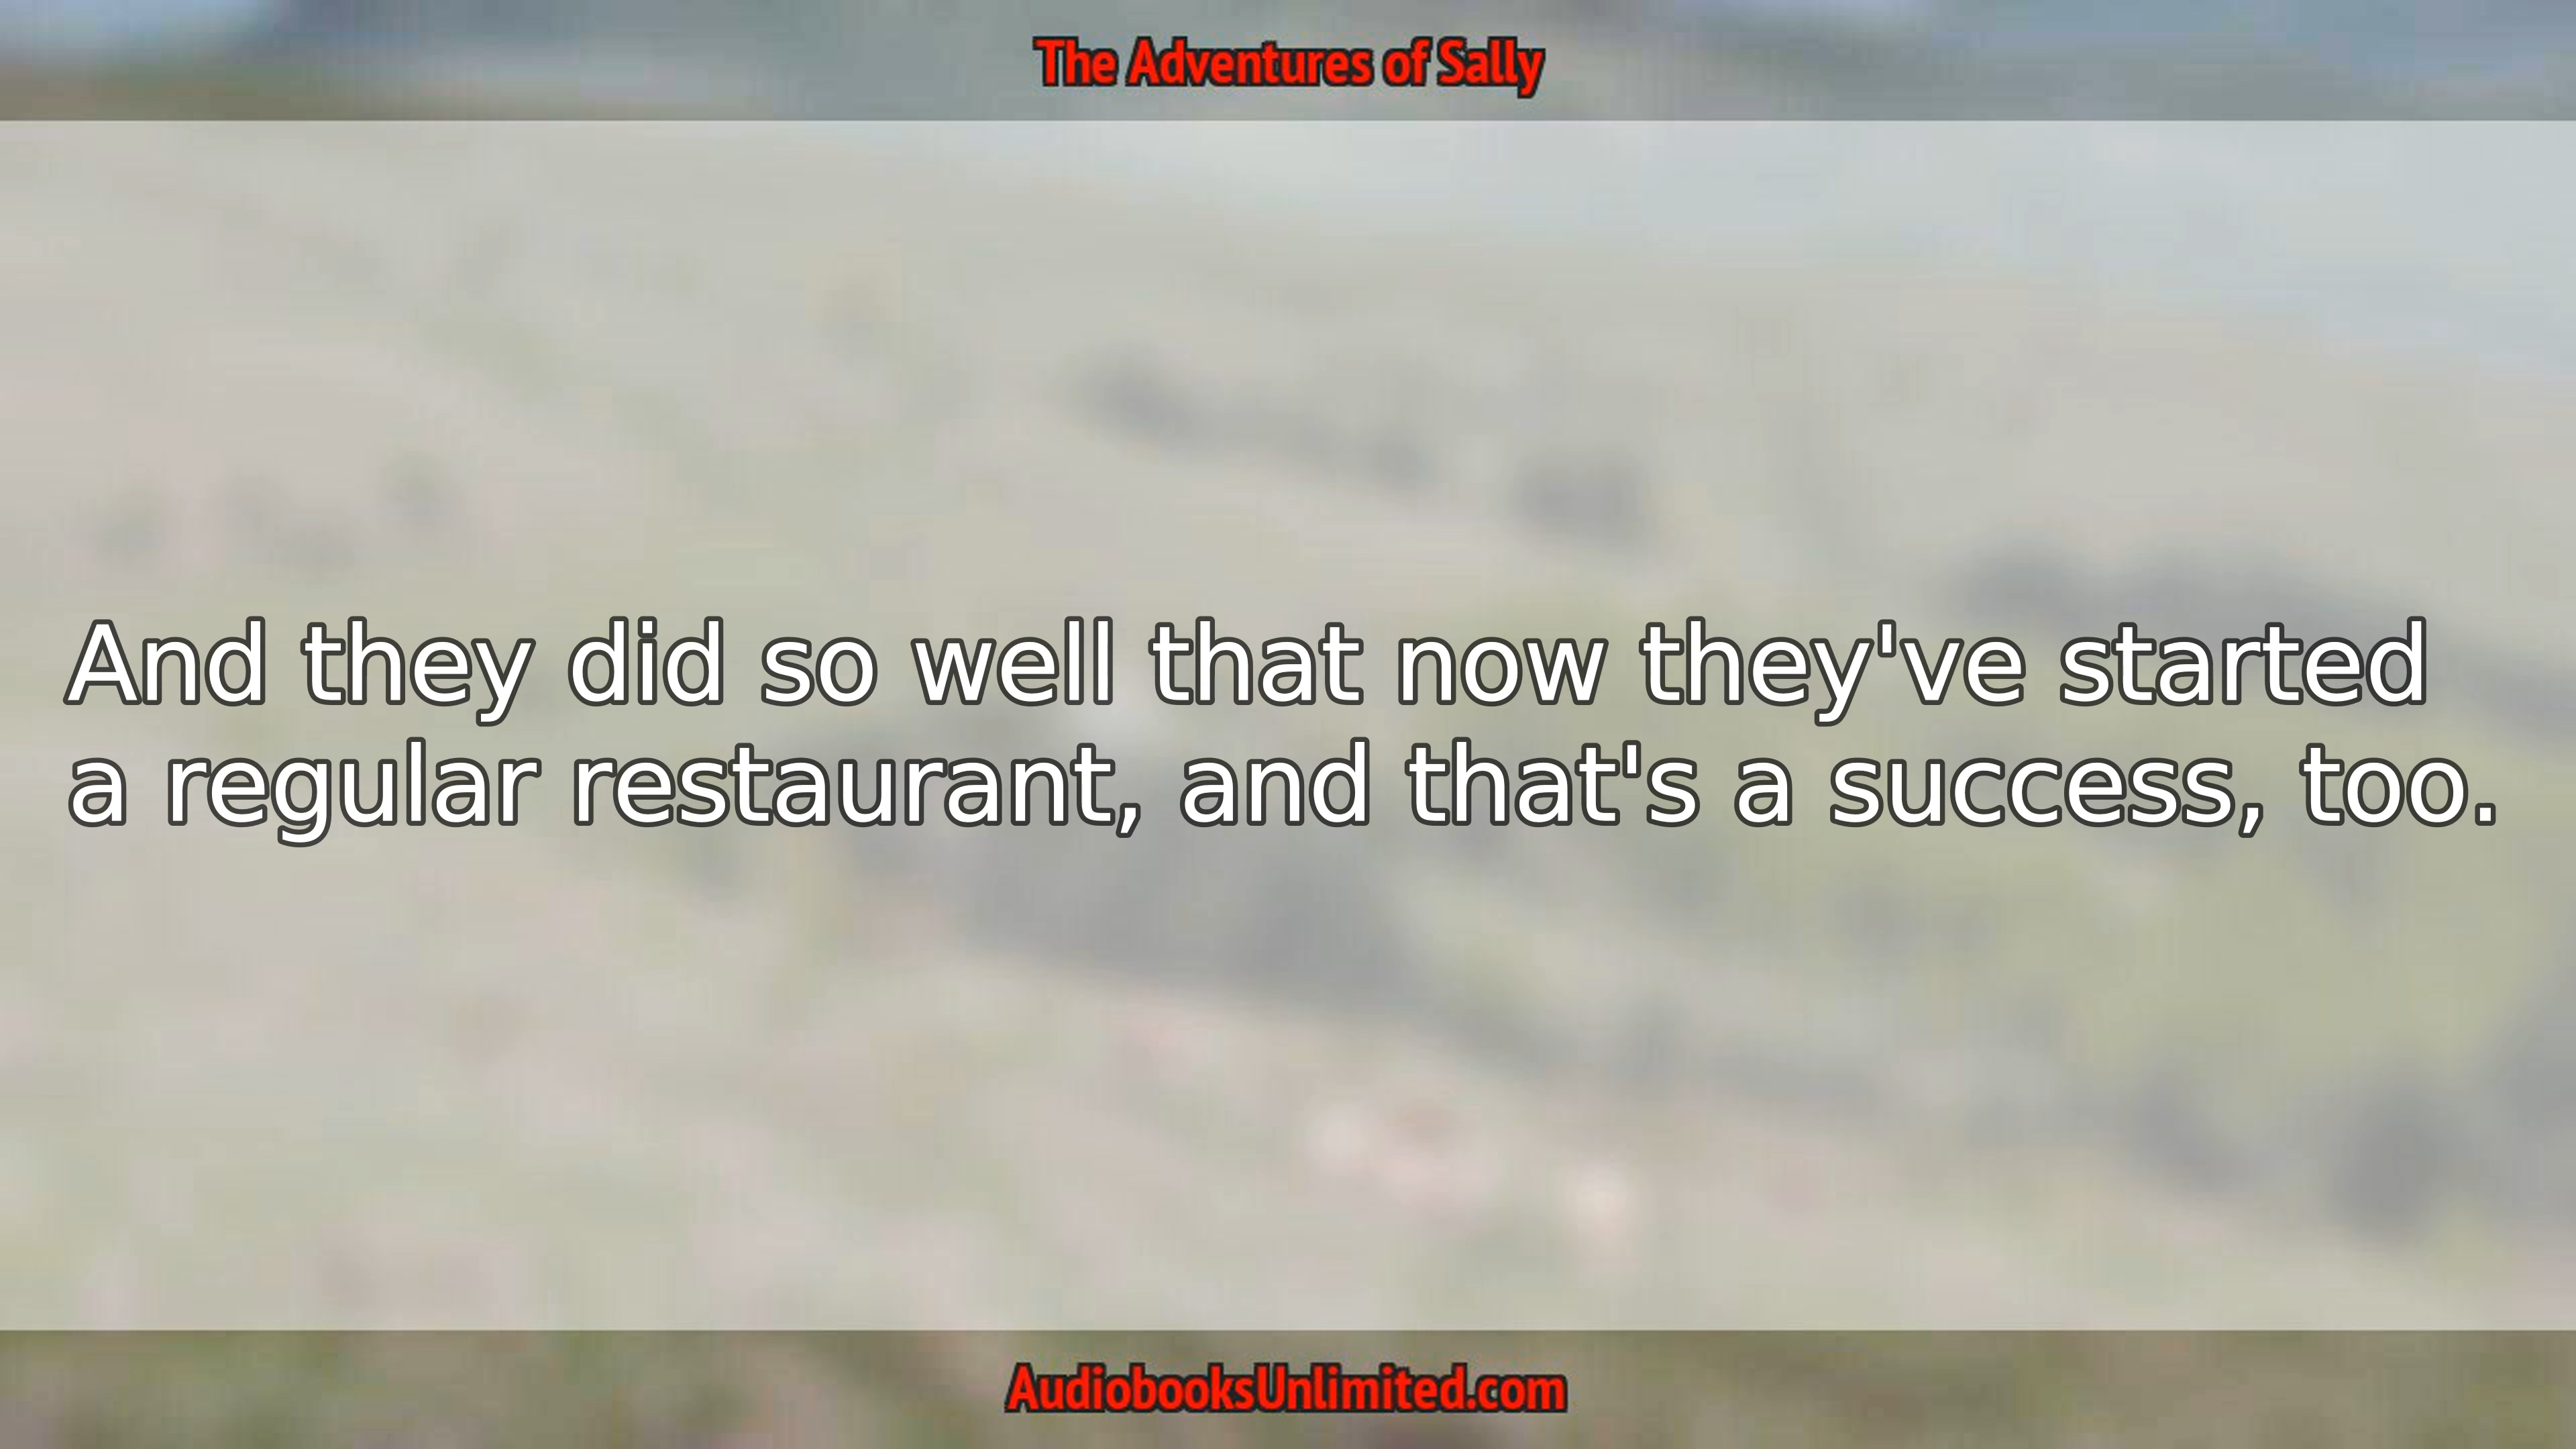 The Adventures of Sally
And they did so well that now they've started
a regular restaurant, and that's a success, too.
AudiobooksUnlimited.com